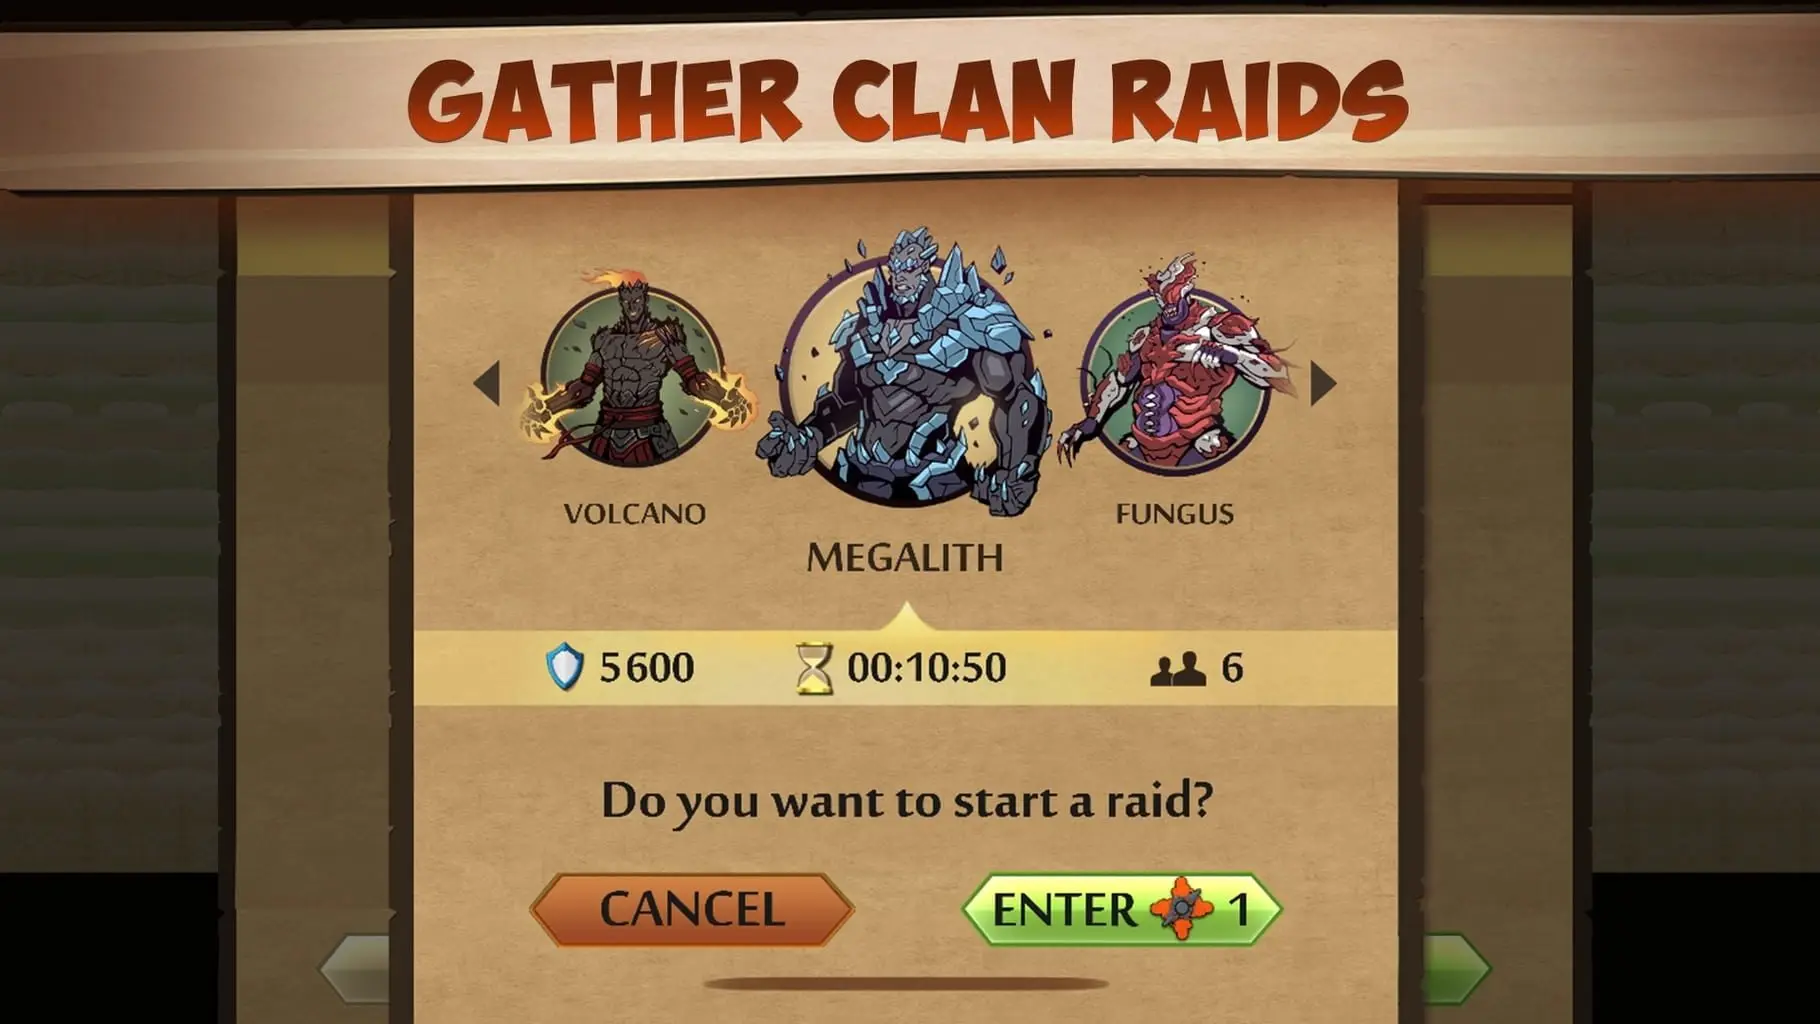 GATHER CLAN RAIDS
VOLCANO
MEGALITH
FUNGUS
5600
00:10:50
6
Do you want to start a raid?
CANCEL
ENTER 1